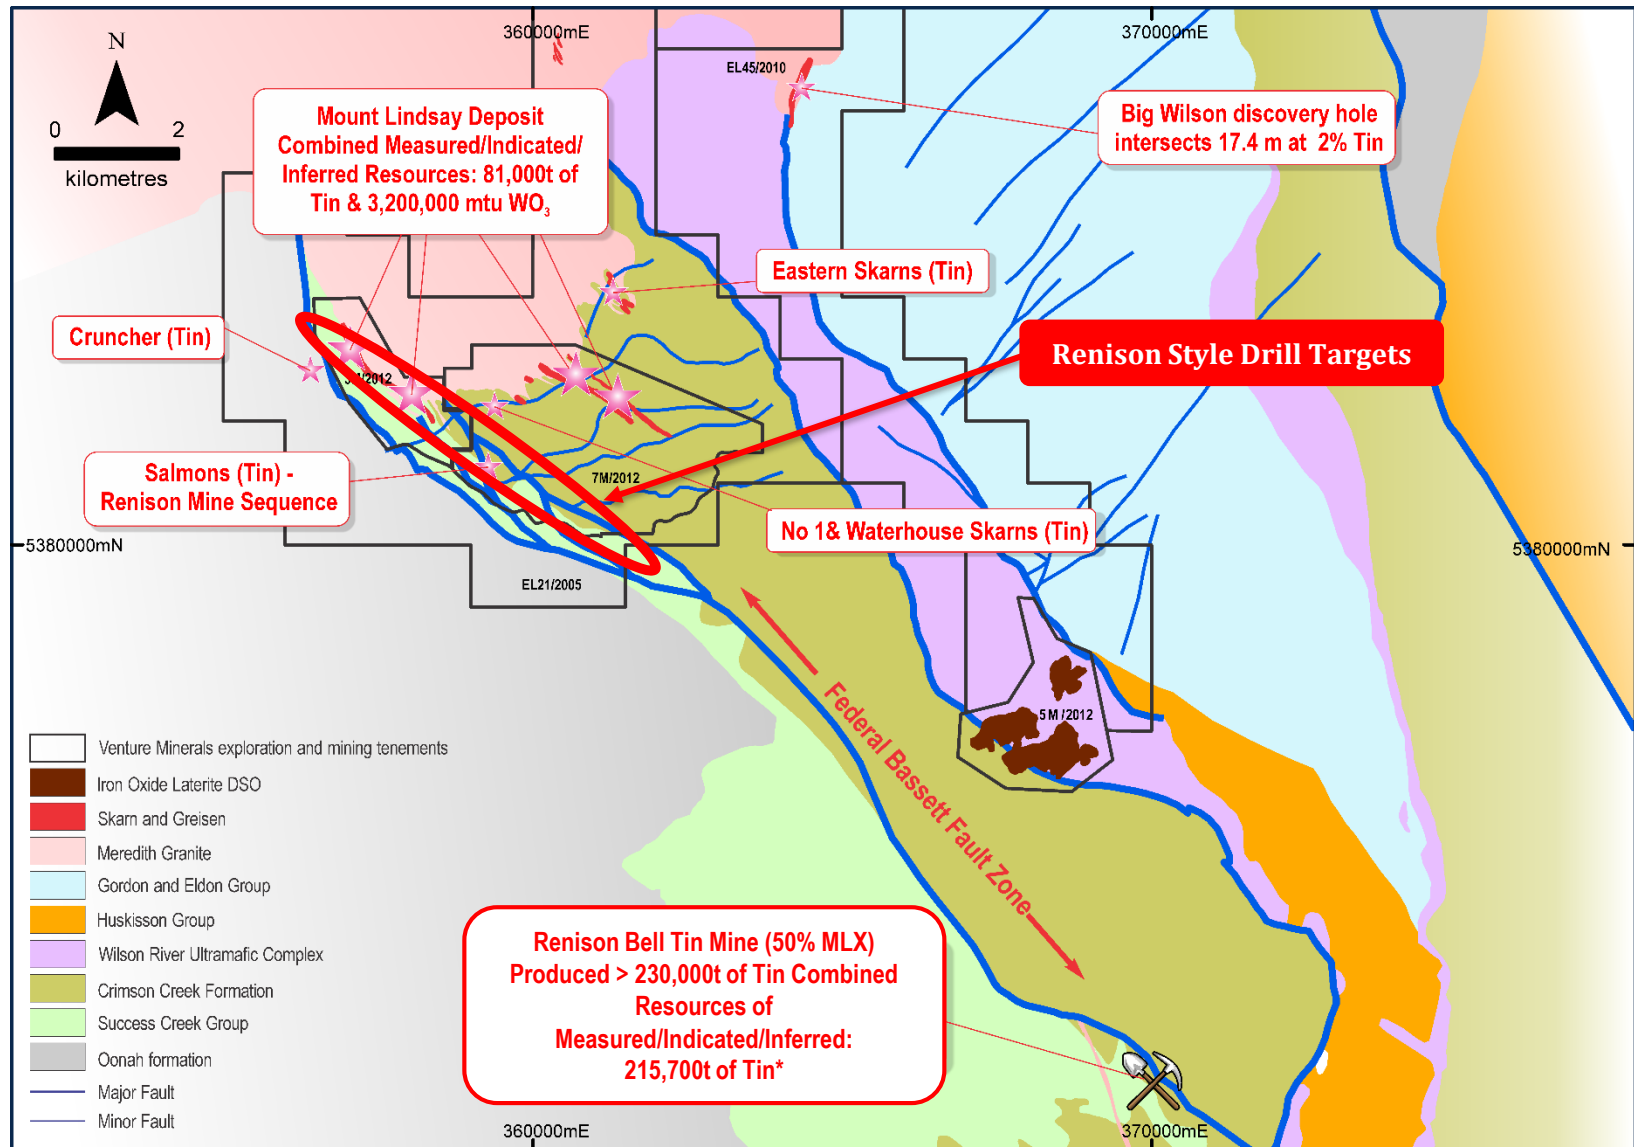 360000mE
370000mE
N
0 2
kilometres
EL45/2010
Mount Lindsay Deposit
Combined Measured/Indicated/
Inferred Resources: 81,000t of
Tin & 3,200,000 mtu WO₃
Big Wilson discovery hole
intersects 17.4 m at 2% Tin
Eastern Skarns (Tin)
Cruncher (Tin)
Renison Style Drill Targets
/2012
Salmons (Tin) -
Renison Mine Sequence
7M/2012
No 1& Waterhouse Skarns (Tin)
5380000mN
5380000mN
EL21/2005
Federal Bassett Fault Zone
5 M /2012
Venture Minerals exploration and mining tenements
Iron Oxide Laterite DSO
Skarn and Greisen
Meredith Granite
Gordon and Eldon Group
Huskisson Group
Wilson River Ultramafic Complex
Crimson Creek Formation
Success Creek Group
Oonah formation
Major Fault
Minor Fault
Renison Bell Tin Mine (50% MLX)
Produced > 230,000t of Tin Combined
Resources of
Measured/Indicated/Inferred:
215,700t of Tin*
360000mE
370000mE